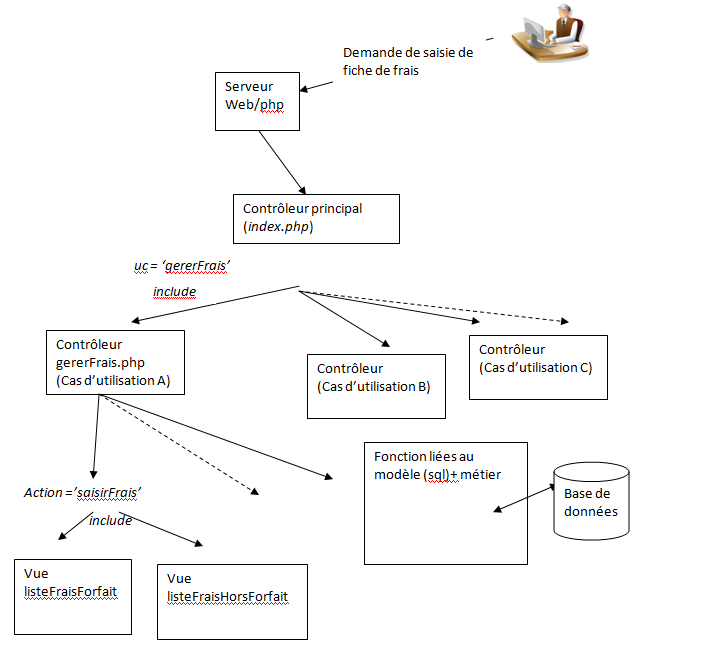 Demande de saisie de
fiche de frais
Serveur
Web/php
Contrôleur principal
(index.php)
uc = ‘gererFrais’
include
Contrôleur
gererFrais.php
(Cas d’utilisation A)
Contrôleur
(Cas d’utilisation B)
Contrôleur
(Cas d’utilisation C)
Fonction liées au
modèle (sql)+ métier
Base de
données
Action =’saisirFrais’
include
Vue
listeFraisForfait
Vue
listeFraisHorsForfait